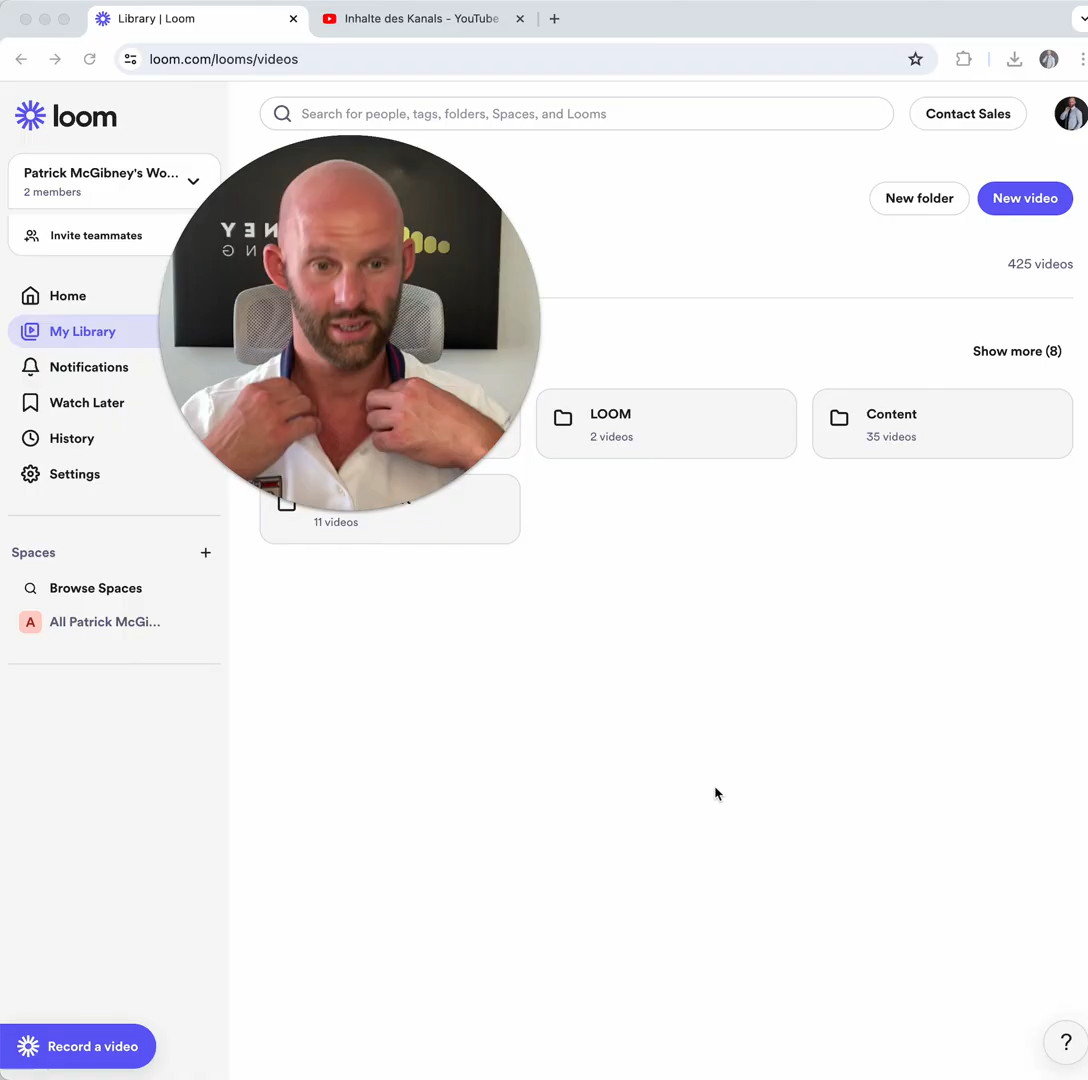 Library | Loom
Inhalte des Kanals - YouTube
loom.com/looms/videos
loom
Search for people, tags, folders, Spaces, and Looms
Contact Sales
Patrick McGibney's Wo...
2 members
Invite teammates
New folder
New video
425 videos
Home
My Library
Notifications
Watch Later
History
Settings
Show more (8)
LOOM
2 videos
Content
35 videos
11 videos
Spaces
Browse Spaces
A
All Patrick McGi...
Record a video
?